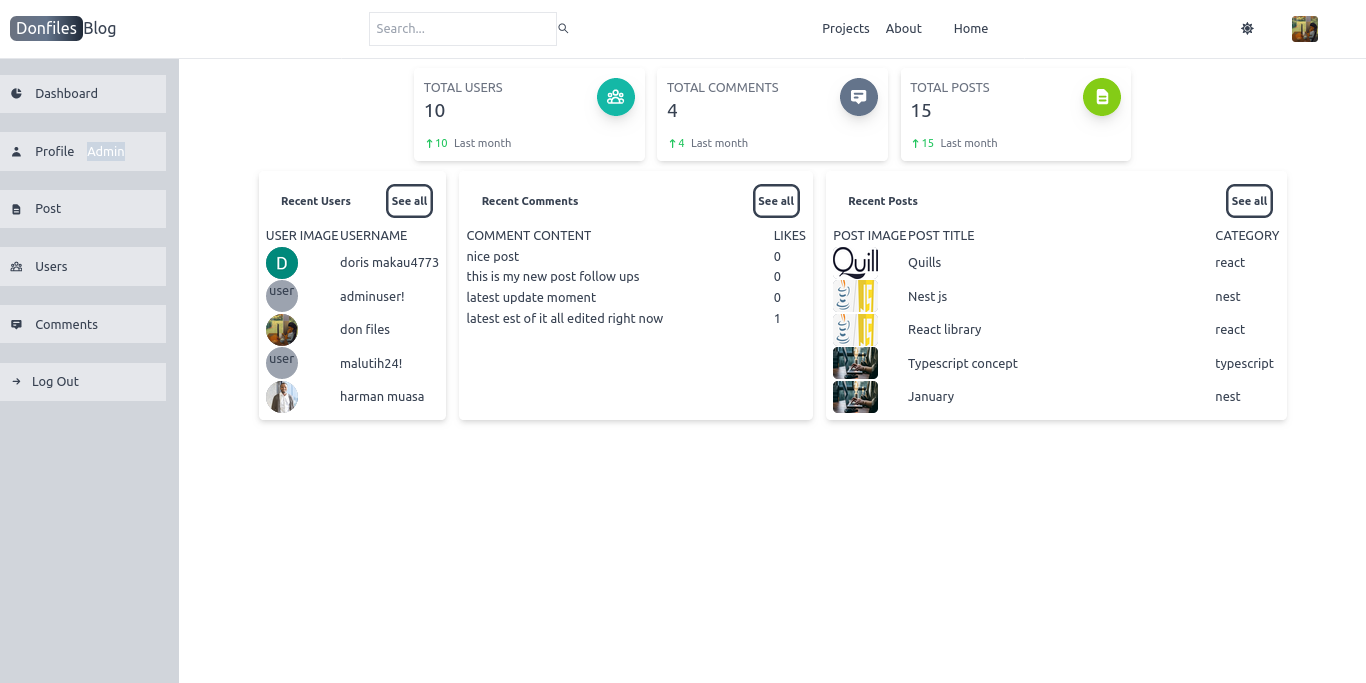 Donfiles Blog
Search...
Projects About Home
Dashboard
Profile Admin
Post
Users
Comments
Log Out
TOTAL USERS
10
10 Last month
TOTAL COMMENTS
4
4 Last month
TOTAL POSTS
15
15 Last month
Recent Users See all
USER IMAGE USERNAME
D doris makau4773
user adminuser!
don files
user malutih24!
harman muasa
Recent Comments See all
COMMENT CONTENT LIKES
nice post 0
this is my new post follow ups 0
latest update moment 0
latest est of it all edited right now 1
Recent Posts See all
POST IMAGE POST TITLE CATEGORY
Quill Quills react
Nest js nest
React library react
Typescript concept typescript
January nest